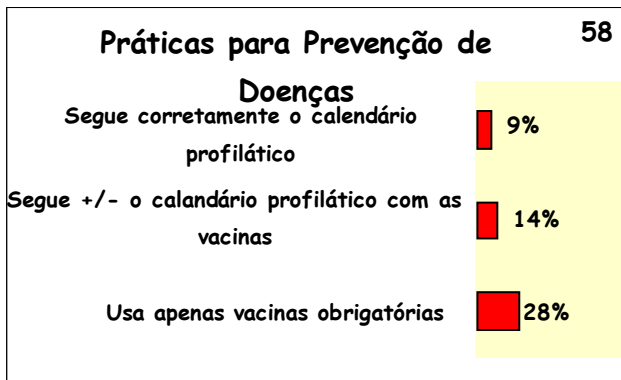 Práticas para Prevenção de
58
Doenças
Segue corretamente o calendário
profilático
9%
Segue +/- o calandário profilático com as
vacinas
14%
Usa apenas vacinas obrigatórias
28%